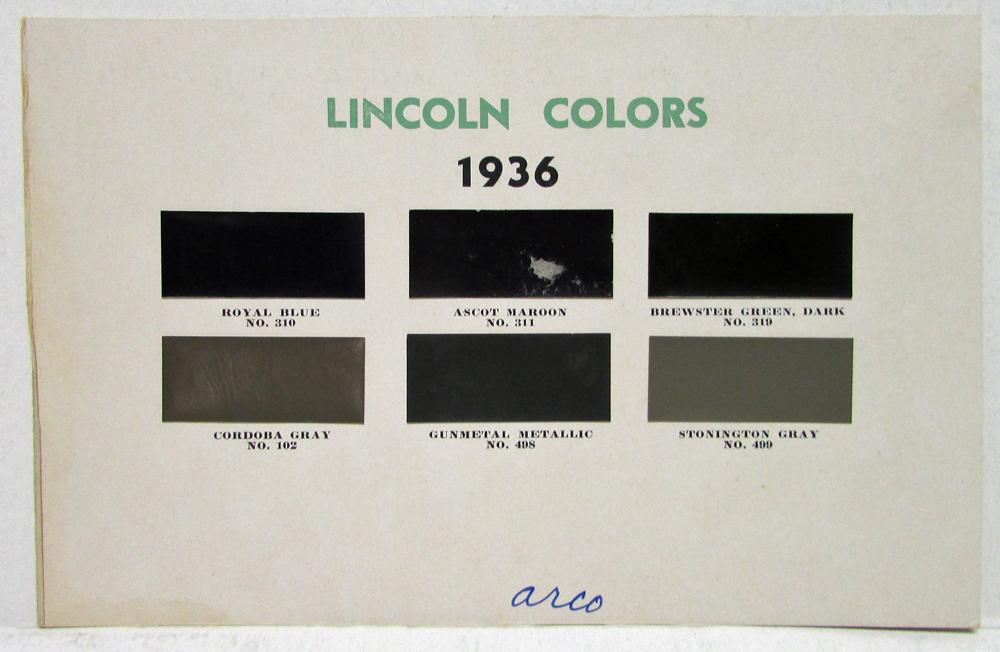 LINCOLN COLORS
1936
ROYAL BLUE
NO. 310
ASCOT MAROON
NO. 311
BREWSTER GREEN, DARK
NO. 319
CORDOBA GRAY
NO. 102
GUNMETAL METALLIC
NO. 498
STONINGTON GRAY
NO. 499
arco